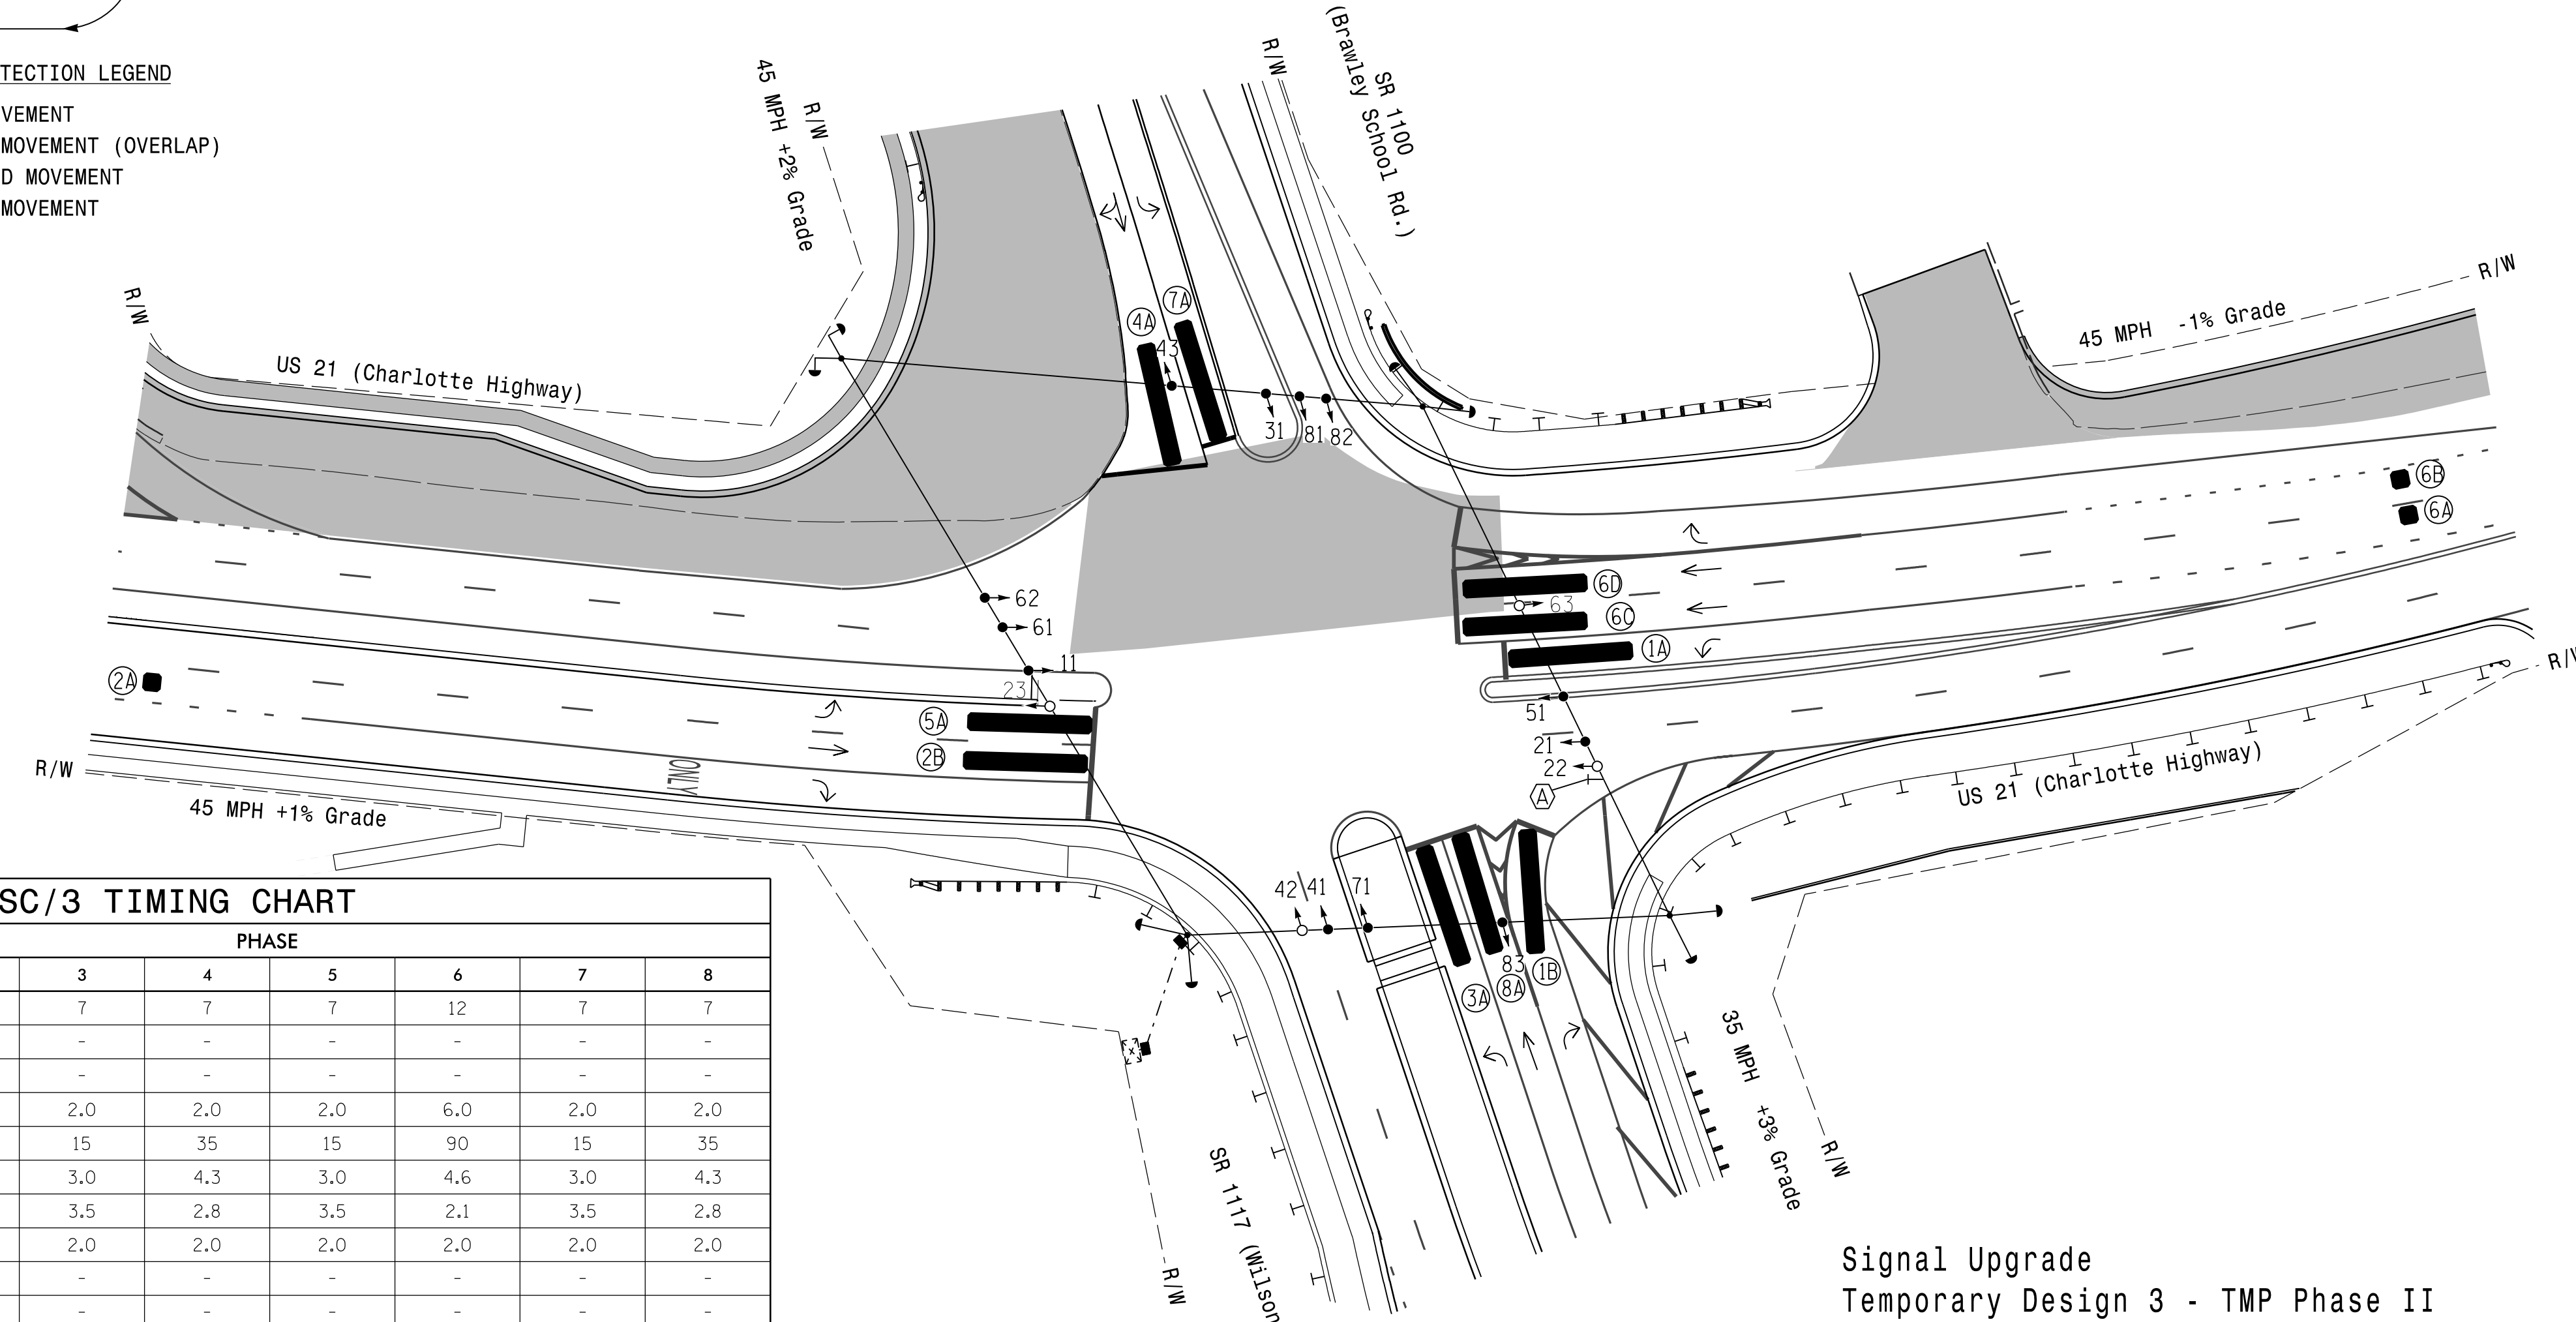 TECTION LEGEND
VEMENT
MOVEMENT (OVERLAP)
D MOVEMENT
MOVEMENT
45 MPH +2% Grade
R/W
R/W
SR 1100
(Brawley School Rd.)
R/W
US 21 (Charlotte Highway)
45 MPH -1% Grade
R/W
4A
7A
43
31
81
82
6B
6A
62
61
11
23
63
6D
6C
1A
2A
5A
2B
51
21
22
A
ONLY
R/W
45 MPH +1% Grade
US 21 (Charlotte Highway)
R/W
42
41
71
83
3A
8A
1B
35 MPH +3% Grade
R/W
SR 1117 (Wilson
R/W
SC/3 TIMING CHART
PHASE
3 4 5 6 7 8
7 7 7 12 7 7
- - - - - -
- - - - - -
2.0 2.0 2.0 6.0 2.0 2.0
15 35 15 90 15 35
3.0 4.3 3.0 4.6 3.0 4.3
3.5 2.8 3.5 2.1 3.5 2.8
2.0 2.0 2.0 2.0 2.0 2.0
- - - - - -
- - - - - -
Signal Upgrade
Temporary Design 3 - TMP Phase II